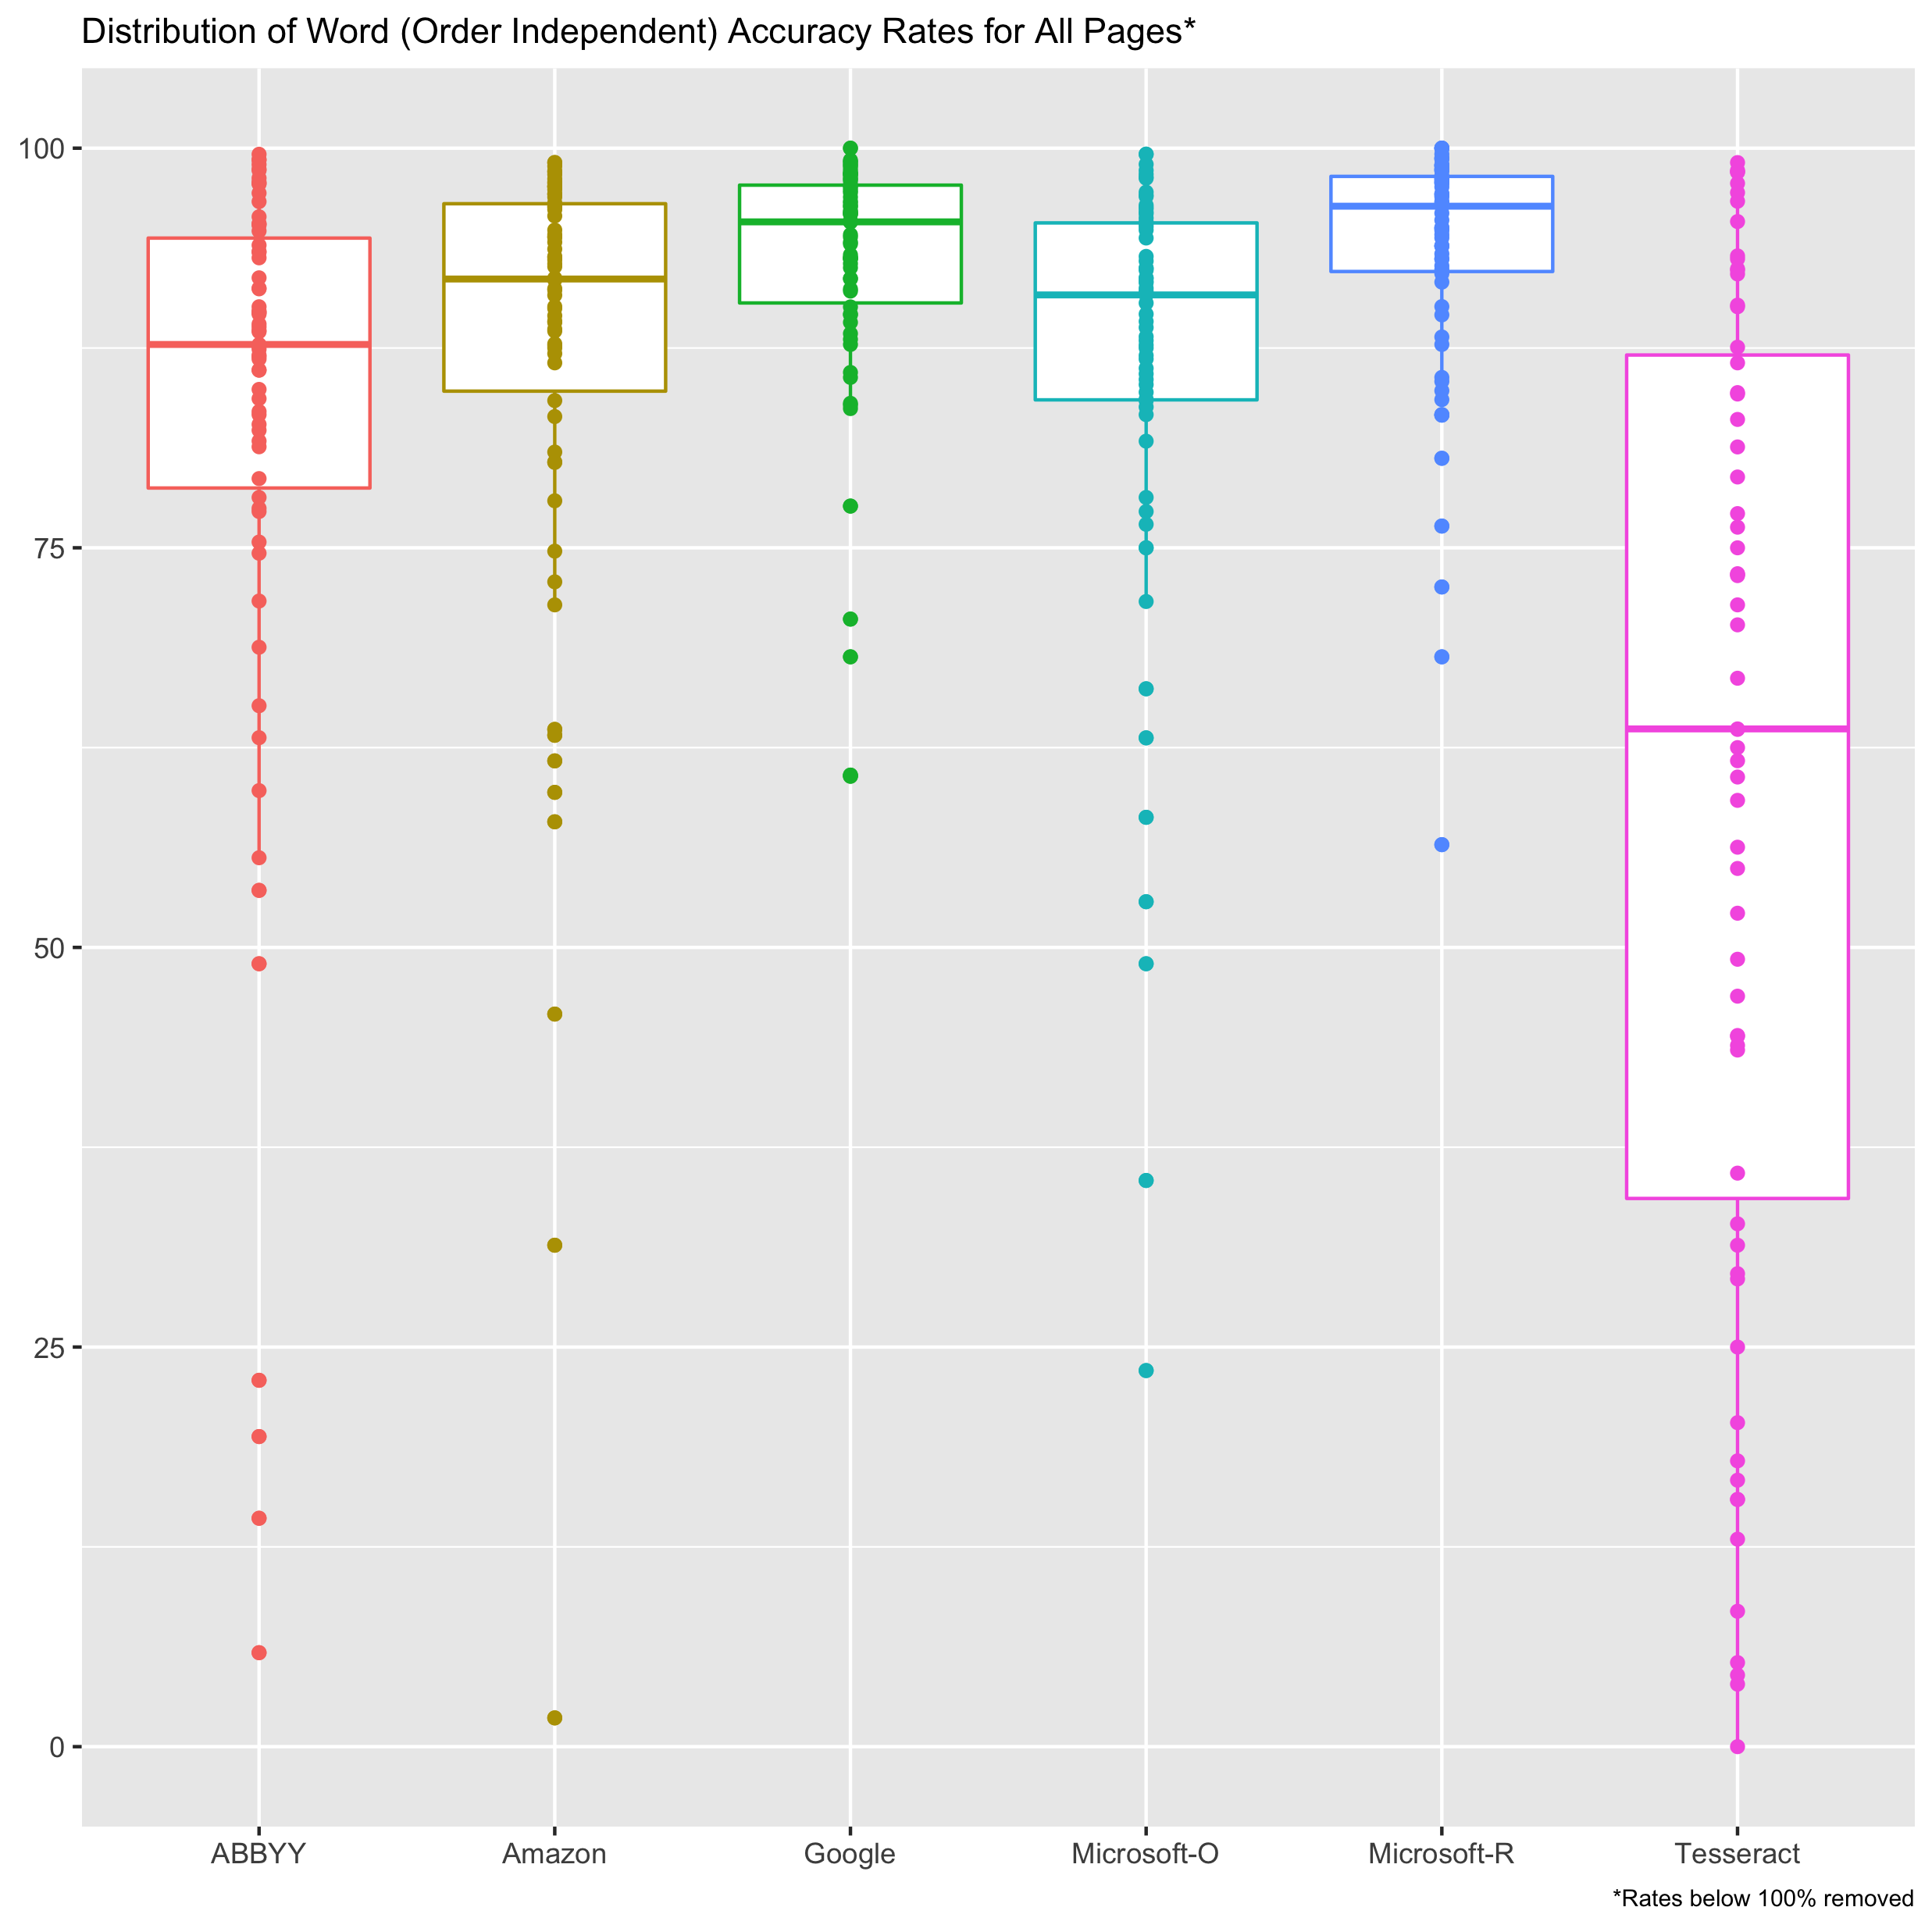 Distribution of Word (Order Independent) Accuracy Rates for All Pages*
100
75
50
25
0
ABBYY Amazon Google Microsoft-O Microsoft-R Tesseract
*Rates below 100% removed